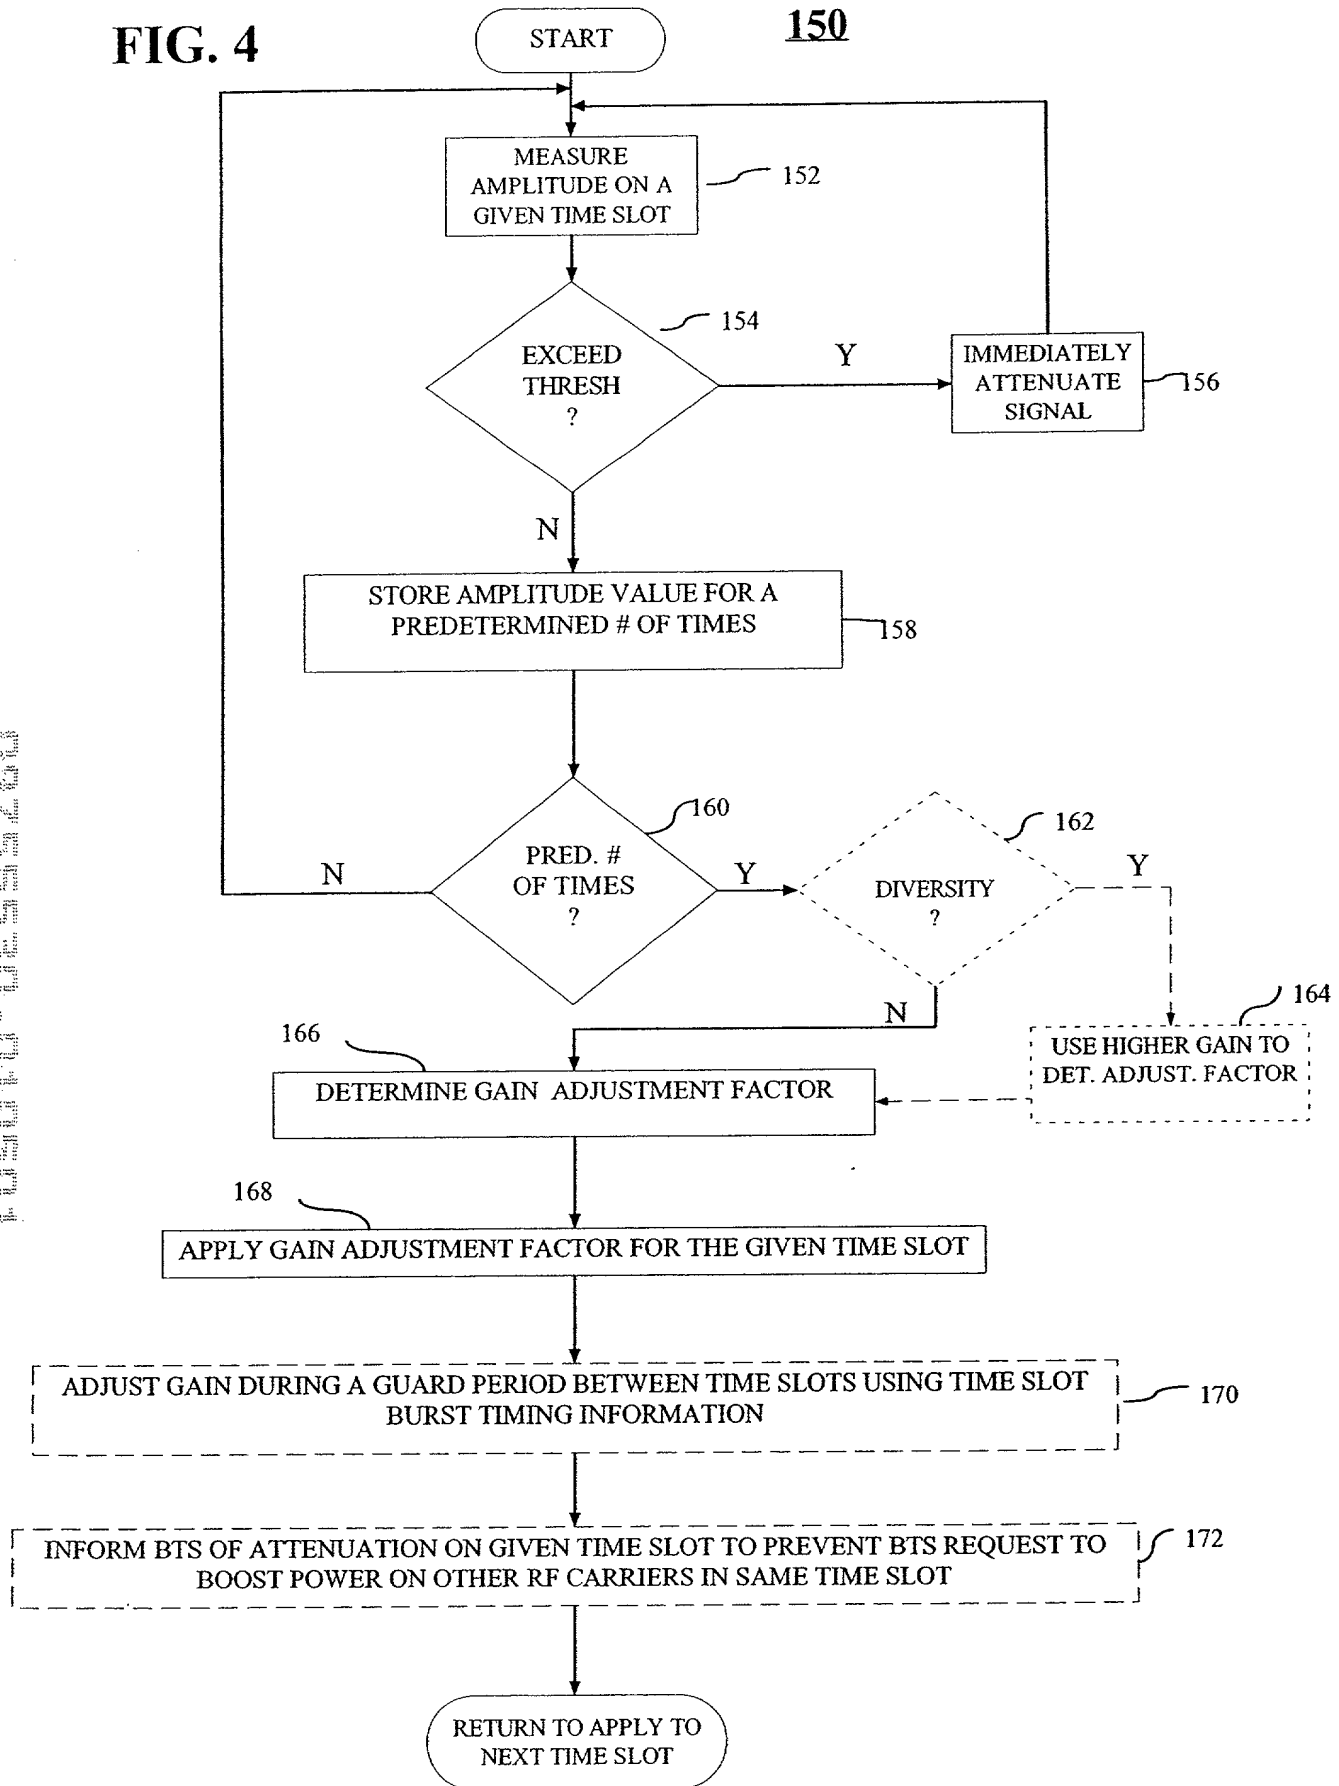 FIG. 4
START
150
MEASURE
AMPLITUDE ON A
GIVEN TIME SLOT
152
EXCEED
THRESH
?
154
Y
IMMEDIATELY
ATTENUATE
SIGNAL
156
N
STORE AMPLITUDE VALUE FOR A
PREDETERMINED # OF TIMES
158
PRED. #
OF TIMES
?
160
N
Y
DIVERSITY
?
162
Y
N
164
USE HIGHER GAIN TO
DET. ADJUST. FACTOR
166
DETERMINE GAIN ADJUSTMENT FACTOR
168
APPLY GAIN ADJUSTMENT FACTOR FOR THE GIVEN TIME SLOT
ADJUST GAIN DURING A GUARD PERIOD BETWEEN TIME SLOTS USING TIME SLOT
BURST TIMING INFORMATION
170
INFORM BTS OF ATTENUATION ON GIVEN TIME SLOT TO PREVENT BTS REQUEST TO
BOOST POWER ON OTHER RF CARRIERS IN SAME TIME SLOT
172
RETURN TO APPLY TO
NEXT TIME SLOT